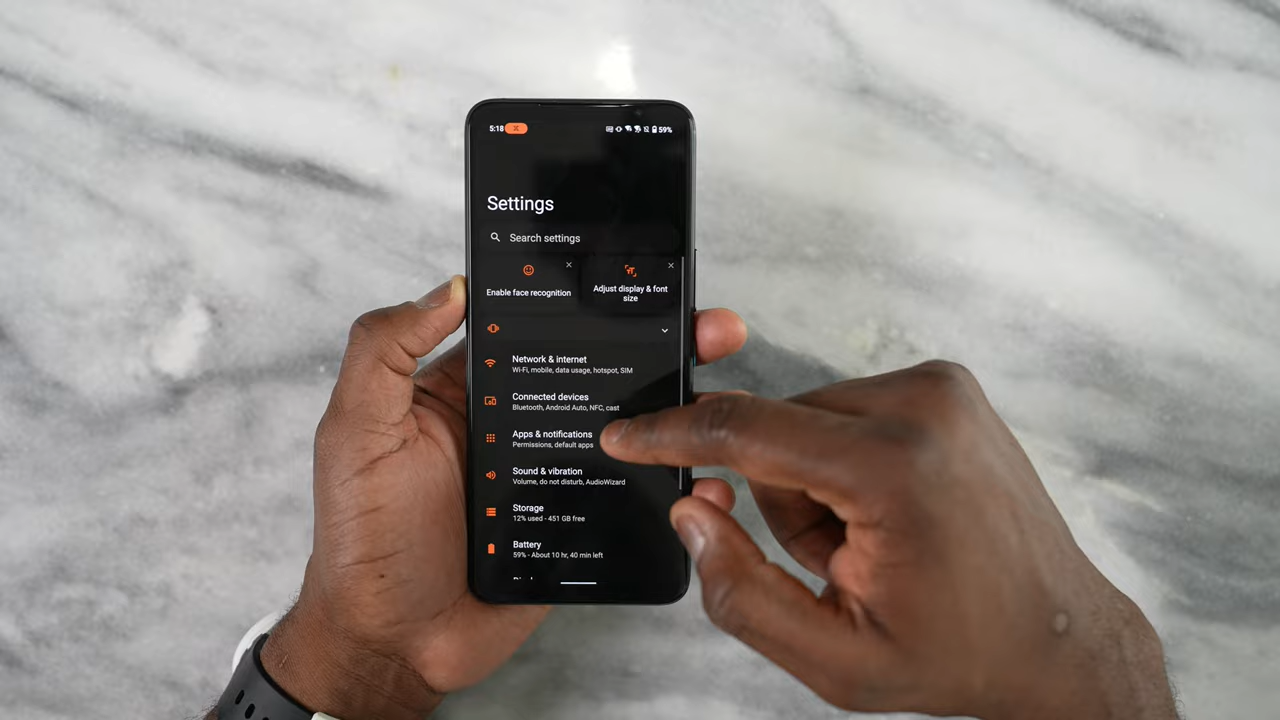 5:18
59%
Settings
Search settings
Enable face recognition
Adjust display & font
size
Network & internet
Wi-Fi, mobile, data usage, hotspot, SIM
Connected devices
Bluetooth, Android Auto, NFC, cast
Apps & notifications
Permissions, default apps
Sound & vibration
Volume, do not disturb, AudioWizard
Storage
12% used - 451 GB free
Battery
59% - About 10 hr, 40 min left